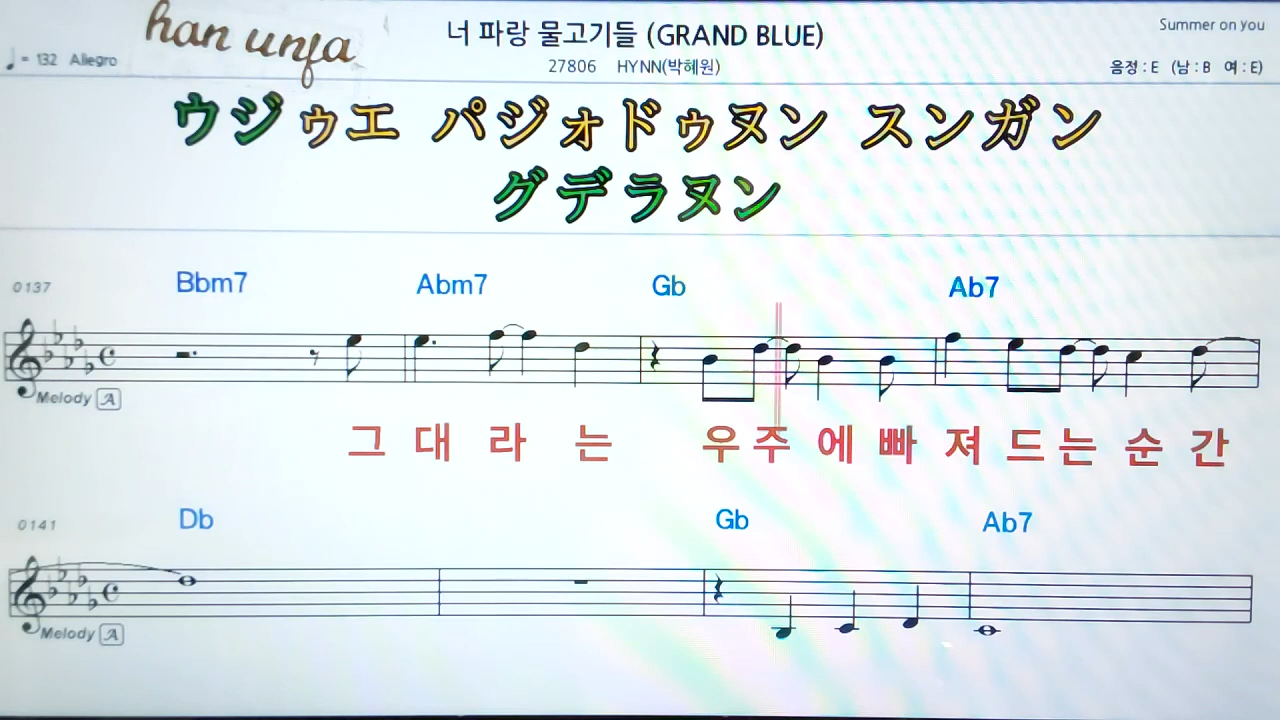 han unja
너 파랑 물고기들 (GRAND BLUE)
Summer on you
♩= 132 Allegro
27806 HYNN(박혜원)
음정 : E (남 : B 여 : E)
ウジゥエ パジォドゥヌン スンガン
グデラヌン
0137 Bbm7 Abm7 Gb Ab7
Melody A
그 대 라 는 우 주 에 빠 져 드 는 순 간
0141 Db Gb Ab7
Melody A